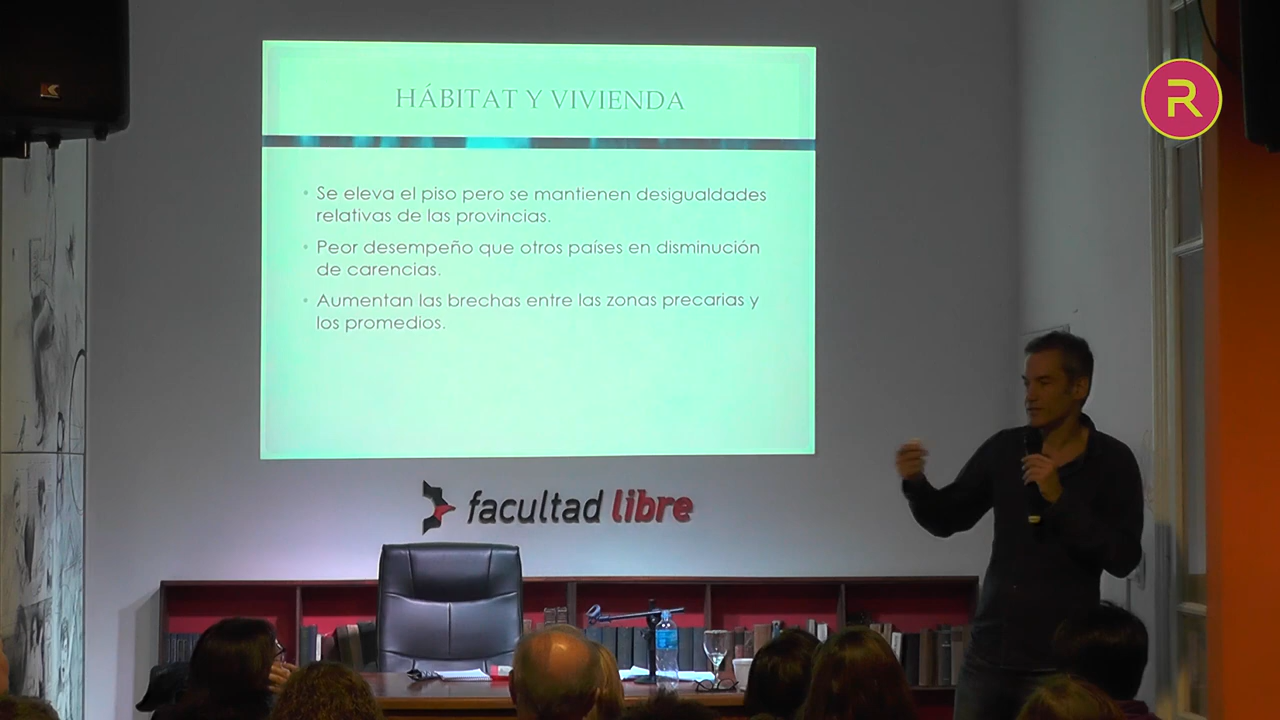 HÁBITAT Y VIVIENDA
R
• Se eleva el piso pero se mantienen desigualdades
relativas de las provincias.
• Peor desempeño que otros países en disminución
de carencias.
• Aumentan las brechas entre las zonas precarias y
los promedios.
facultad libre